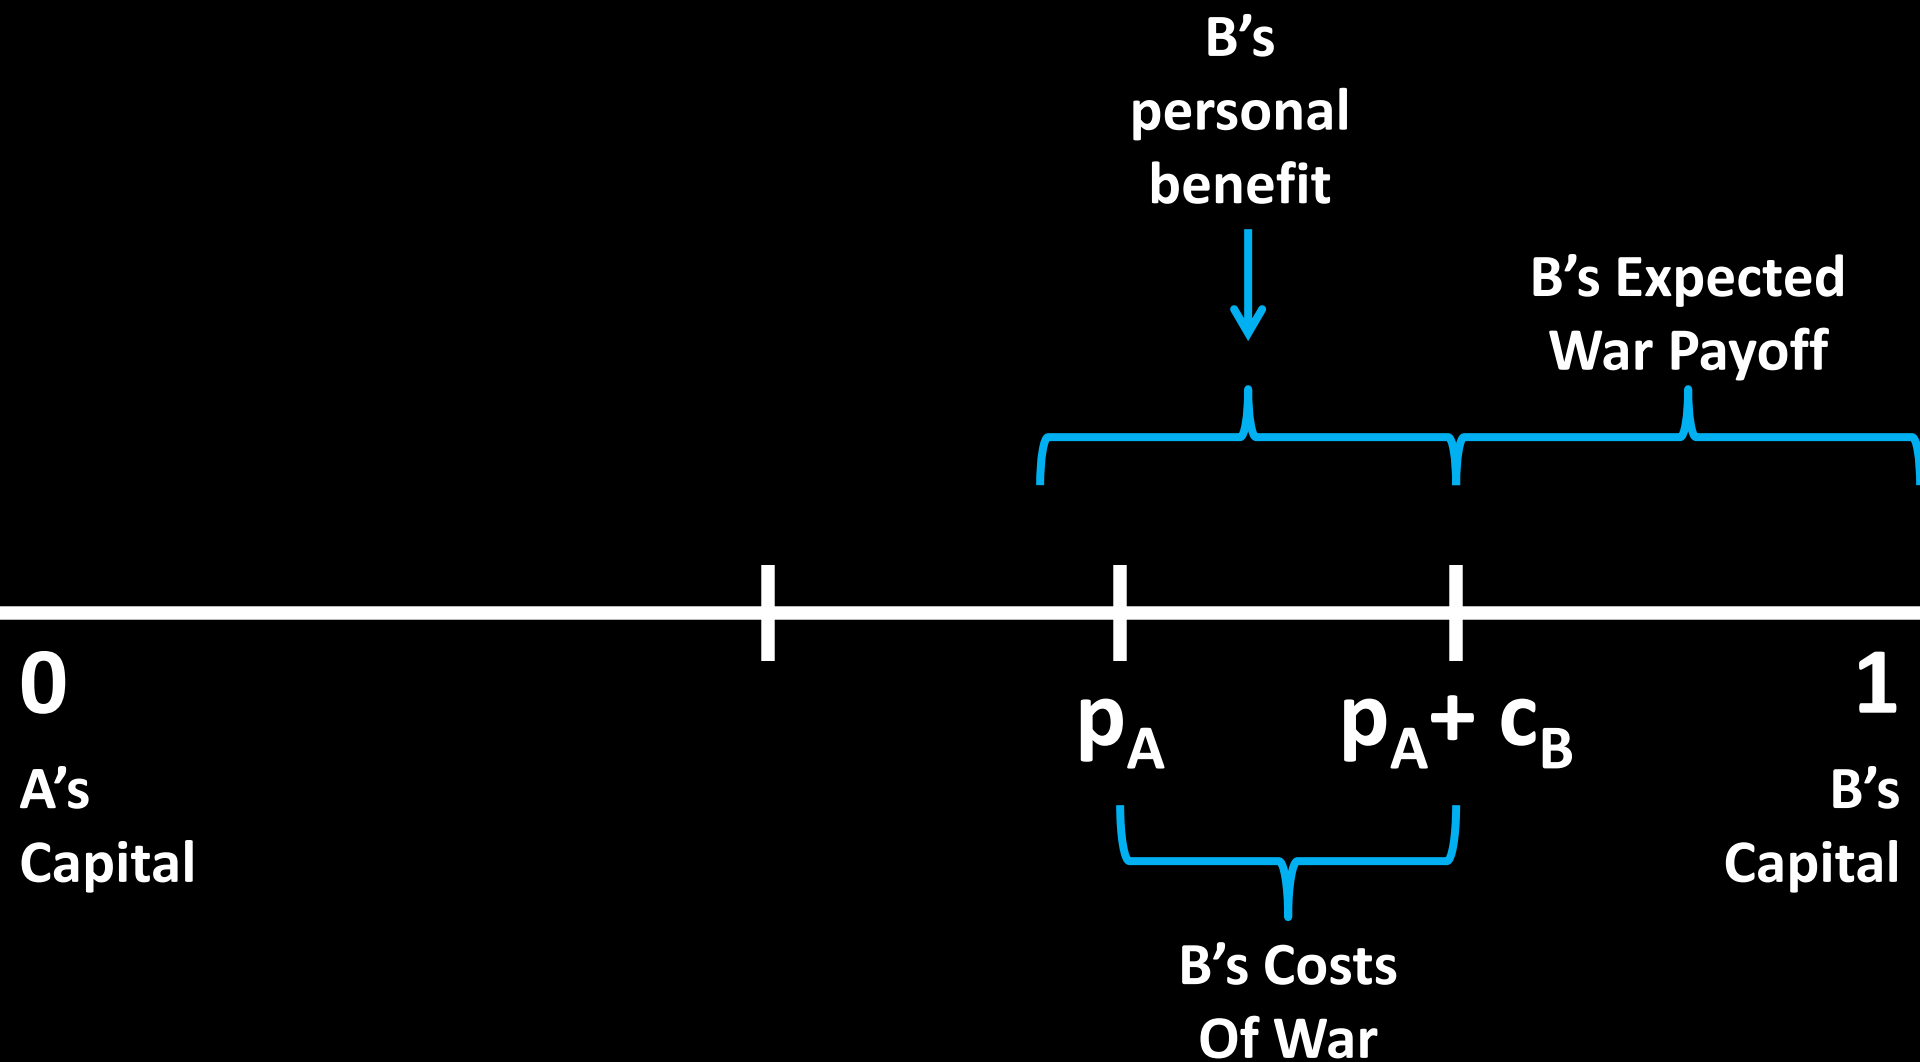 B’s
personal
benefit
B’s Expected
War Payoff
0
1
pA
pA+ cB
A’s
Capital
B’s
Capital
B’s Costs
Of War